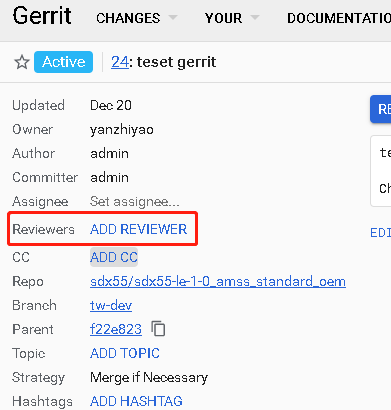 Gerrit CHANGES YOUR DOCUMENTATIO
Active 24: teset gerrit
Updated Dec 20
Owner yanzhiyao
Author admin
Committer admin
Assignee Set assignee...
Reviewers ADD REVIEWER
CC ADD CC
Repo sdx55/sdx55-le-1-0_amss_standard_oem
Branch tw-dev
Parent f22e823
Topic ADD TOPIC
Strategy Merge if Necessary
Hashtags ADD HASHTAG
RE
te
Ch
EDI